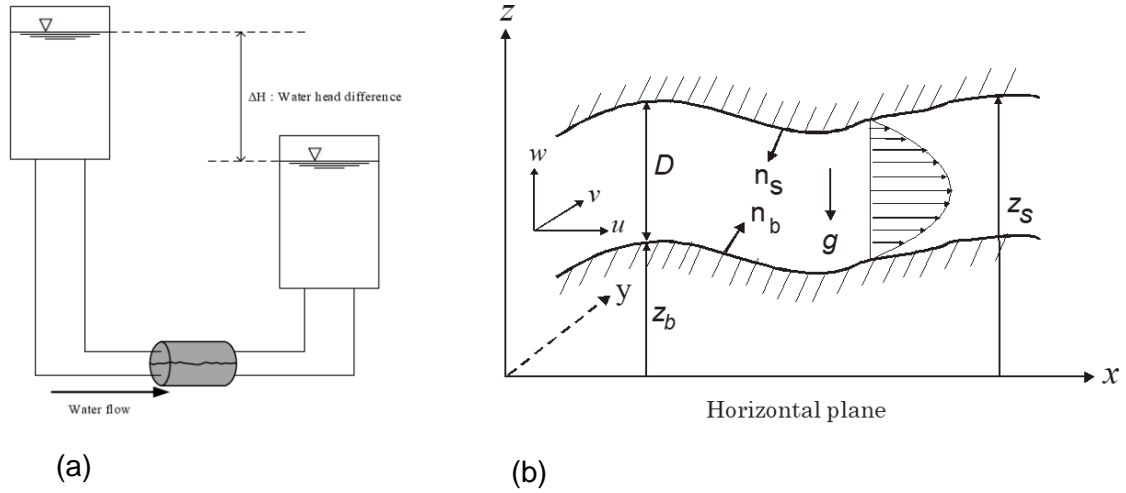 ΔH : Water head difference
Water flow
(a)
z
w
v
u
D
n_s
n_b
g
z_s
y
z_b
x
Horizontal plane
(b)